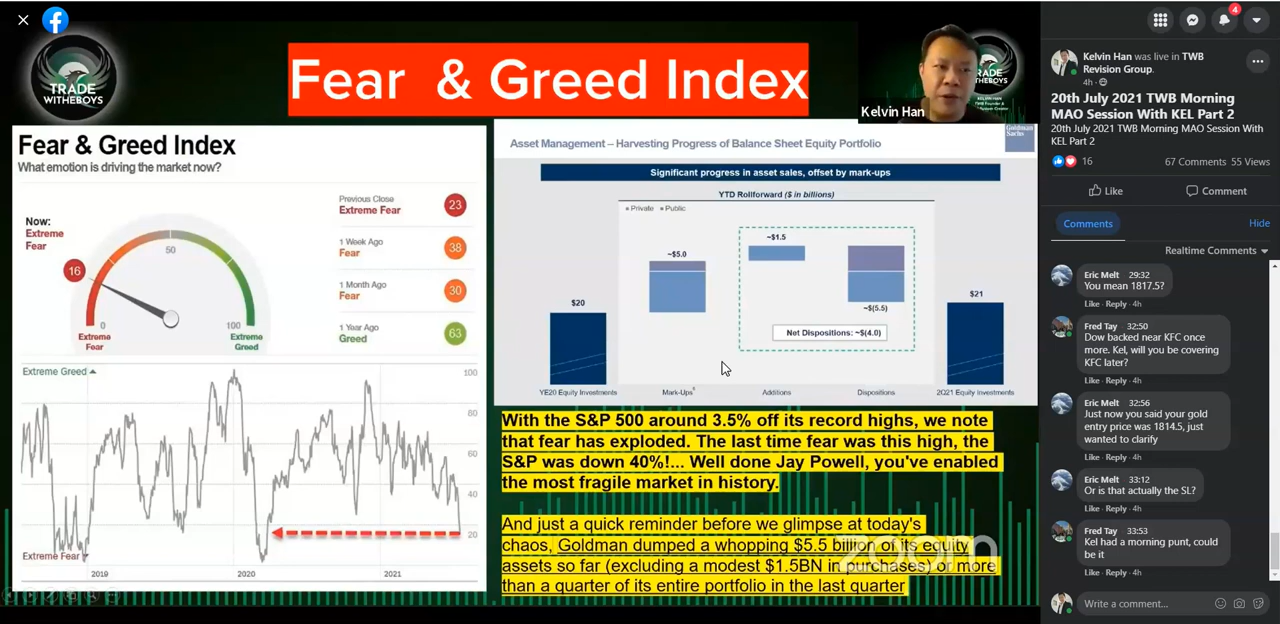 TRADE
WITHEBOYS
Fear & Greed Index
TRADE
WITHEBOYS
KELVIN HAN
Kelvin Han
Fear & Greed Index
What emotion is driving the market now?
Now:
Extreme
Fear
16
50
0
100
Extreme
Fear
Extreme
Greed
Previous Close
Extreme Fear
23
1 Week Ago
Fear
38
1 Month Ago
Fear
30
1 Year Ago
Greed
63
Extreme Greed
100
80
60
40
20
Extreme Fear
2019
2020
2021
Goldman
Sachs
Asset Management – Harvesting Progress of Balance Sheet Equity Portfolio
Significant progress in asset sales, offset by mark-ups
YTD Rollforward ($ in billions)
Private Public
$20
~$5.0
~$1.5
~$(5.5)
Net Dispositions: ~$(4.0)
$21
YE20 Equity Investments
Mark-Ups
Additions
Dispositions
2Q21 Equity Investments
With the S&P 500 around 3.5% off its record highs, we note
that fear has exploded. The last time fear was this high, the
S&P was down 40%!... Well done Jay Powell, you've enabled
the most fragile market in history.
And just a quick reminder before we glimpse at today's
chaos, Goldman dumped a whopping $5.5 billion of its equity
assets so far (excluding a modest $1.5BN in purchases) or more
than a quarter of its entire portfolio in the last quarter
zoom
4
Kelvin Han was live in TWB
Revision Group.
4h
20th July 2021 TWB Morning
MAO Session With KEL Part 2
20th July 2021 TWB Morning MAO Session With
KEL Part 2
16
67 Comments 55 Views
Like
Comment
Comments
Hide
Realtime Comments
Eric Melt 29:32
You mean 1817.5?
Like · Reply · 4h
Fred Tay 32:50
Dow backed near KFC once
more. Kel, will you be covering
KFC later?
Like · Reply · 4h
Eric Melt 32:56
Just now you said your gold
entry price was 1814.5, just
wanted to clarify
Like · Reply · 4h
Eric Melt 33:12
Or is that actually the SL?
Like · Reply · 4h
Fred Tay 33:53
Kel had a morning punt, could
be it
Like · Reply · 4h
Write a comment...